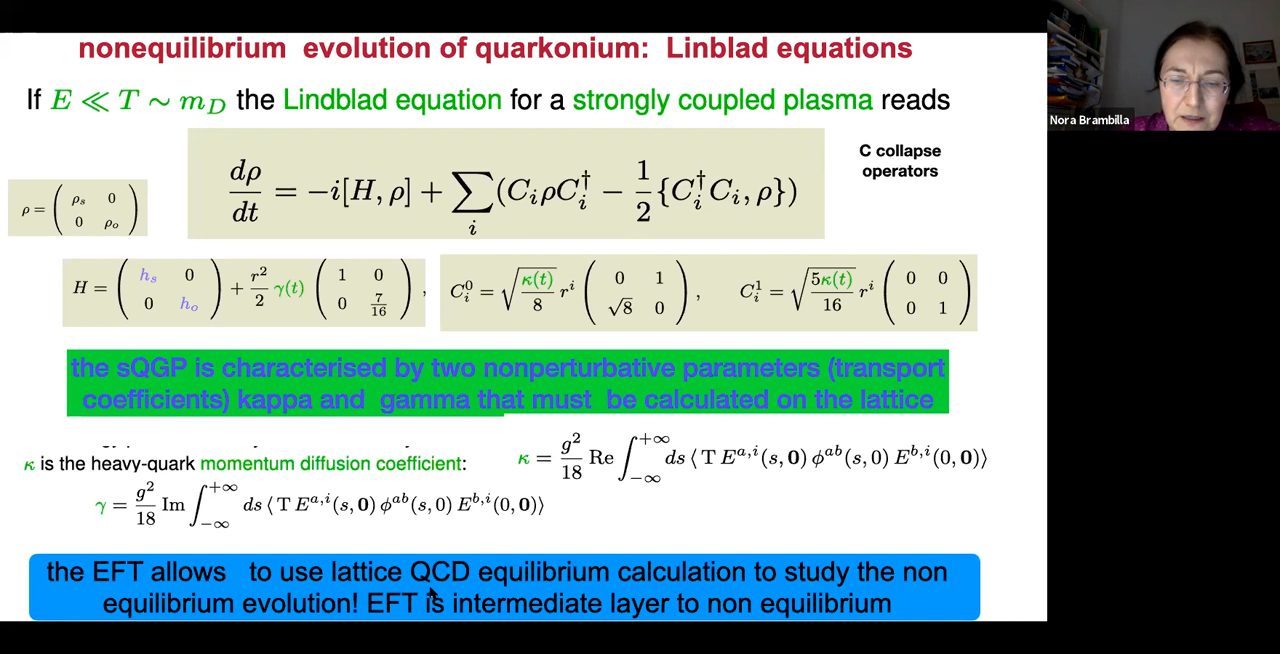 nonequilibrium evolution of quarkonium: Linblad equations
Nora Brambilla
If E ≪ T ∼ m_D the Lindblad equation for a strongly coupled plasma reads
C collapse
operators
dρ/dt = −i[H, ρ] + ∑_i (C_i ρ C_i^† − 1/2 {C_i^† C_i, ρ})
ρ = ( ρ_s 0 ; 0 ρ_o )
H = ( h_s 0 ; 0 h_o ) + r²/2 γ(t) ( 1 0 ; 0 7/16 ) ,
C_i^0 = √(κ(t)/8) r^i ( 0 1 ; √8 0 ) , C_i^1 = √(5κ(t)/16) r^i ( 0 0 ; 0 1 )
the sQGP is characterised by two nonperturbative parameters (transport
coefficients) kappa and gamma that must be calculated on the lattice
κ is the heavy-quark momentum diffusion coefficient:
κ = g²/18 Re ∫_{−∞}^{+∞} ds ⟨ T E^{a,i}(s, 0) φ^{ab}(s, 0) E^{b,i}(0, 0)⟩
γ = g²/18 Im ∫_{−∞}^{+∞} ds ⟨ T E^{a,i}(s, 0) φ^{ab}(s, 0) E^{b,i}(0, 0)⟩
the EFT allows to use lattice QCD equilibrium calculation to study the non
equilibrium evolution! EFT is intermediate layer to non equilibrium